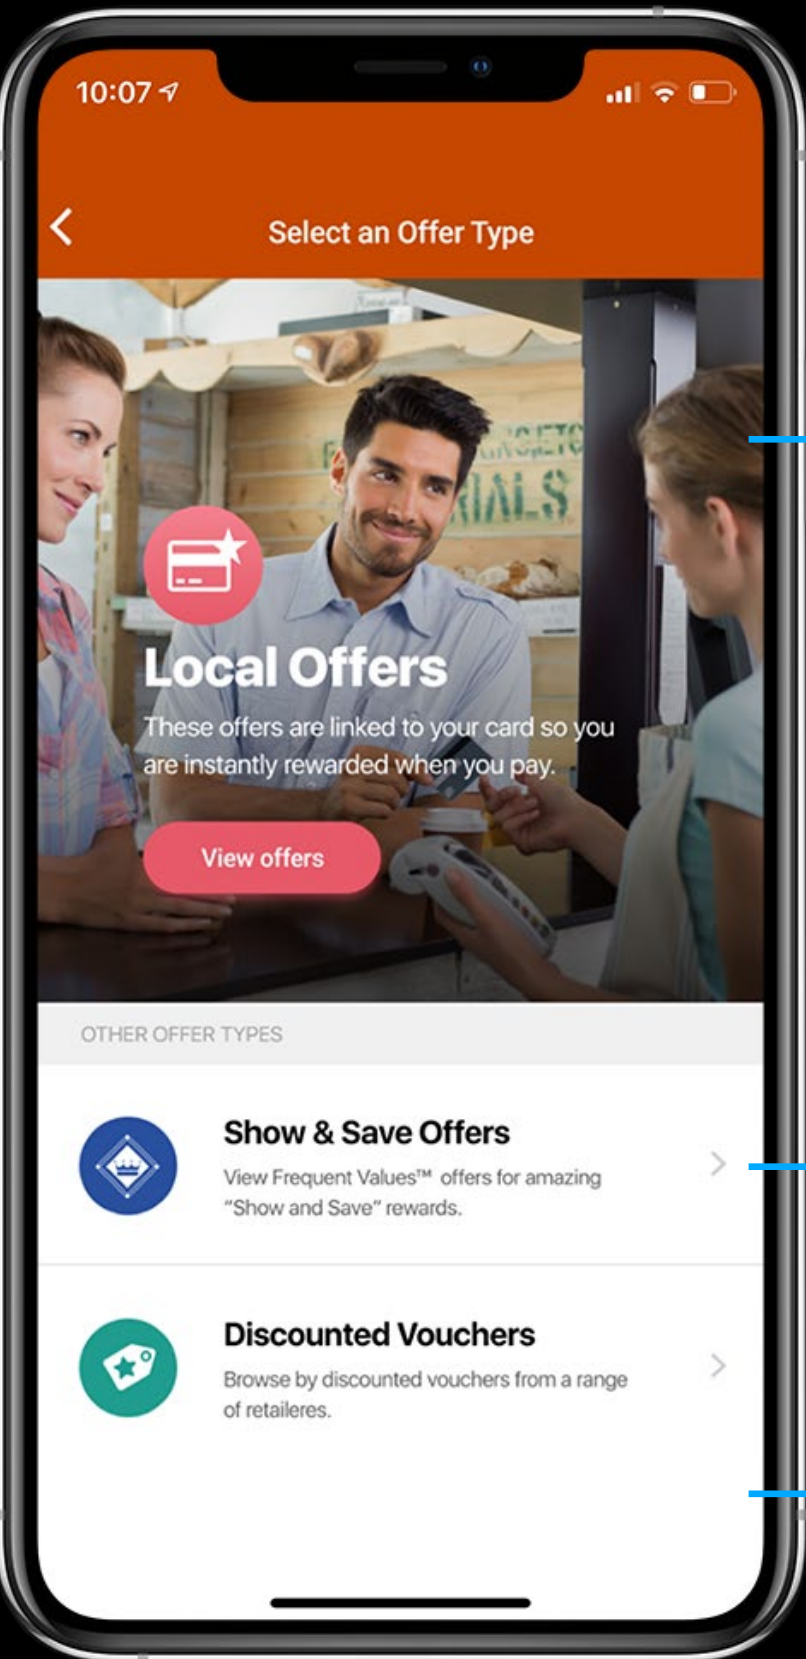 10:07
Select an Offer Type
RIALS
Local Offers
These offers are linked to your card so you
are instantly rewarded when you pay.
View offers
OTHER OFFER TYPES
Show & Save Offers
View Frequent Values™ offers for amazing
“Show and Save” rewards.
Discounted Vouchers
Browse by discounted vouchers from a range
of retaileres.